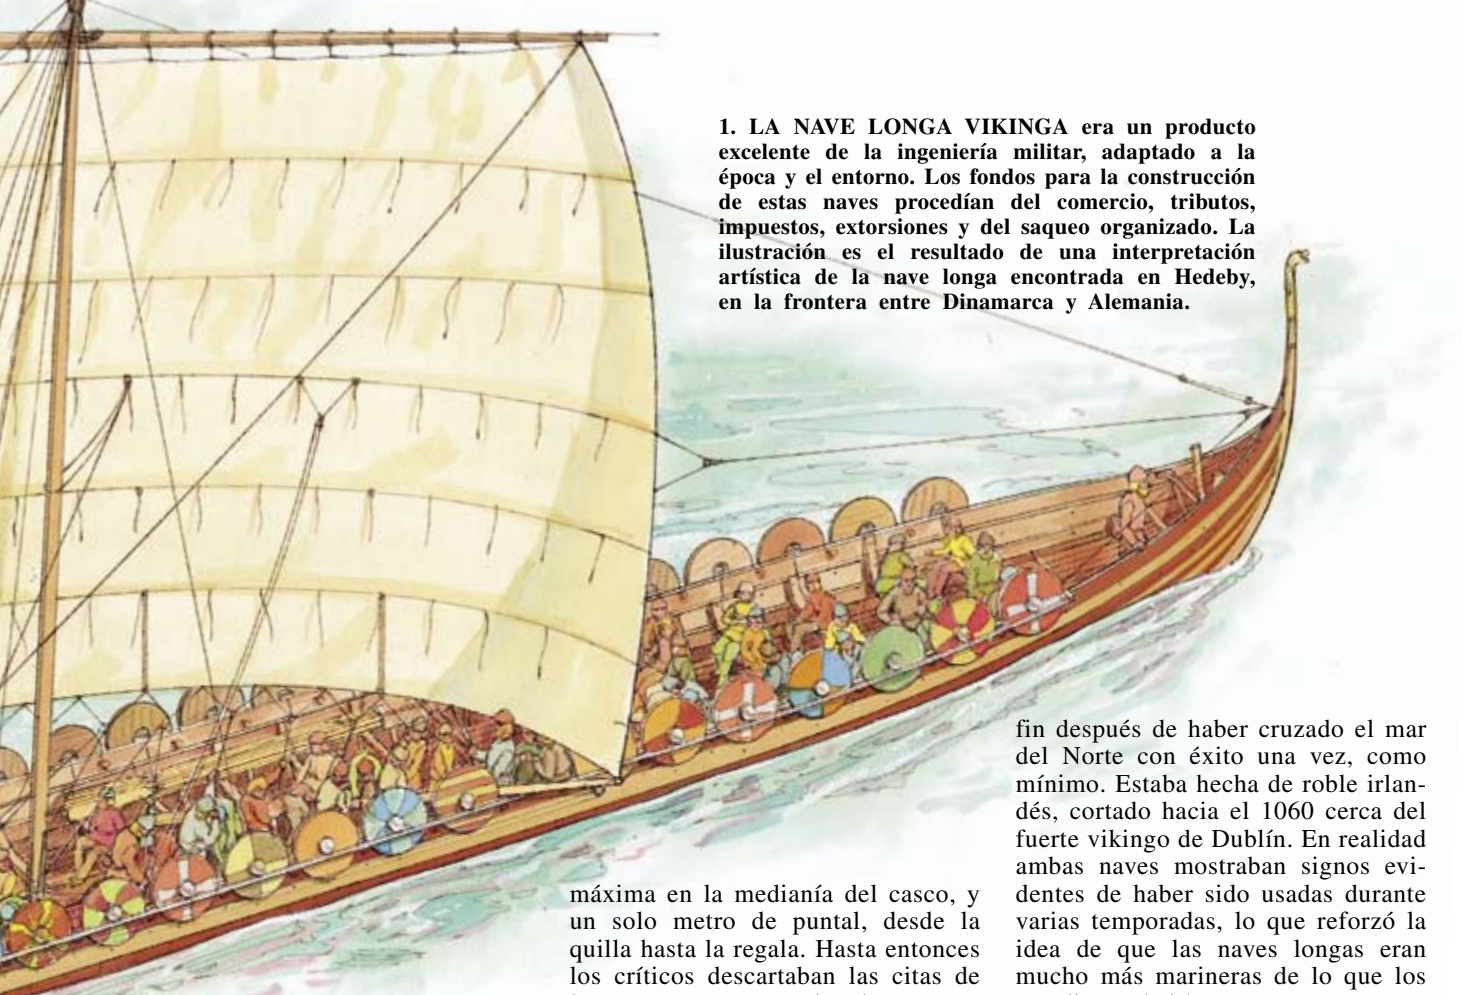 1. LA NAVE LONGA VIKINGA era un producto
excelente de la ingeniería militar, adaptado a la
época y el entorno. Los fondos para la construcción
de estas naves procedían del comercio, tributos,
impuestos, extorsiones y del saqueo organizado. La
ilustración es el resultado de una interpretación
artística de la nave longa encontrada en Hedeby,
en la frontera entre Dinamarca y Alemania.
máxima en la medianía del casco, y
un solo metro de puntal, desde la
quilla hasta la regala. Hasta entonces
los críticos descartaban las citas de
fin después de haber cruzado el mar
del Norte con éxito una vez, como
mínimo. Estaba hecha de roble irlan-
dés, cortado hacia el 1060 cerca del
fuerte vikingo de Dublín. En realidad
ambas naves mostraban signos evi-
dentes de haber sido usadas durante
varias temporadas, lo que reforzó la
idea de que las naves longas eran
mucho más marineras de lo que los